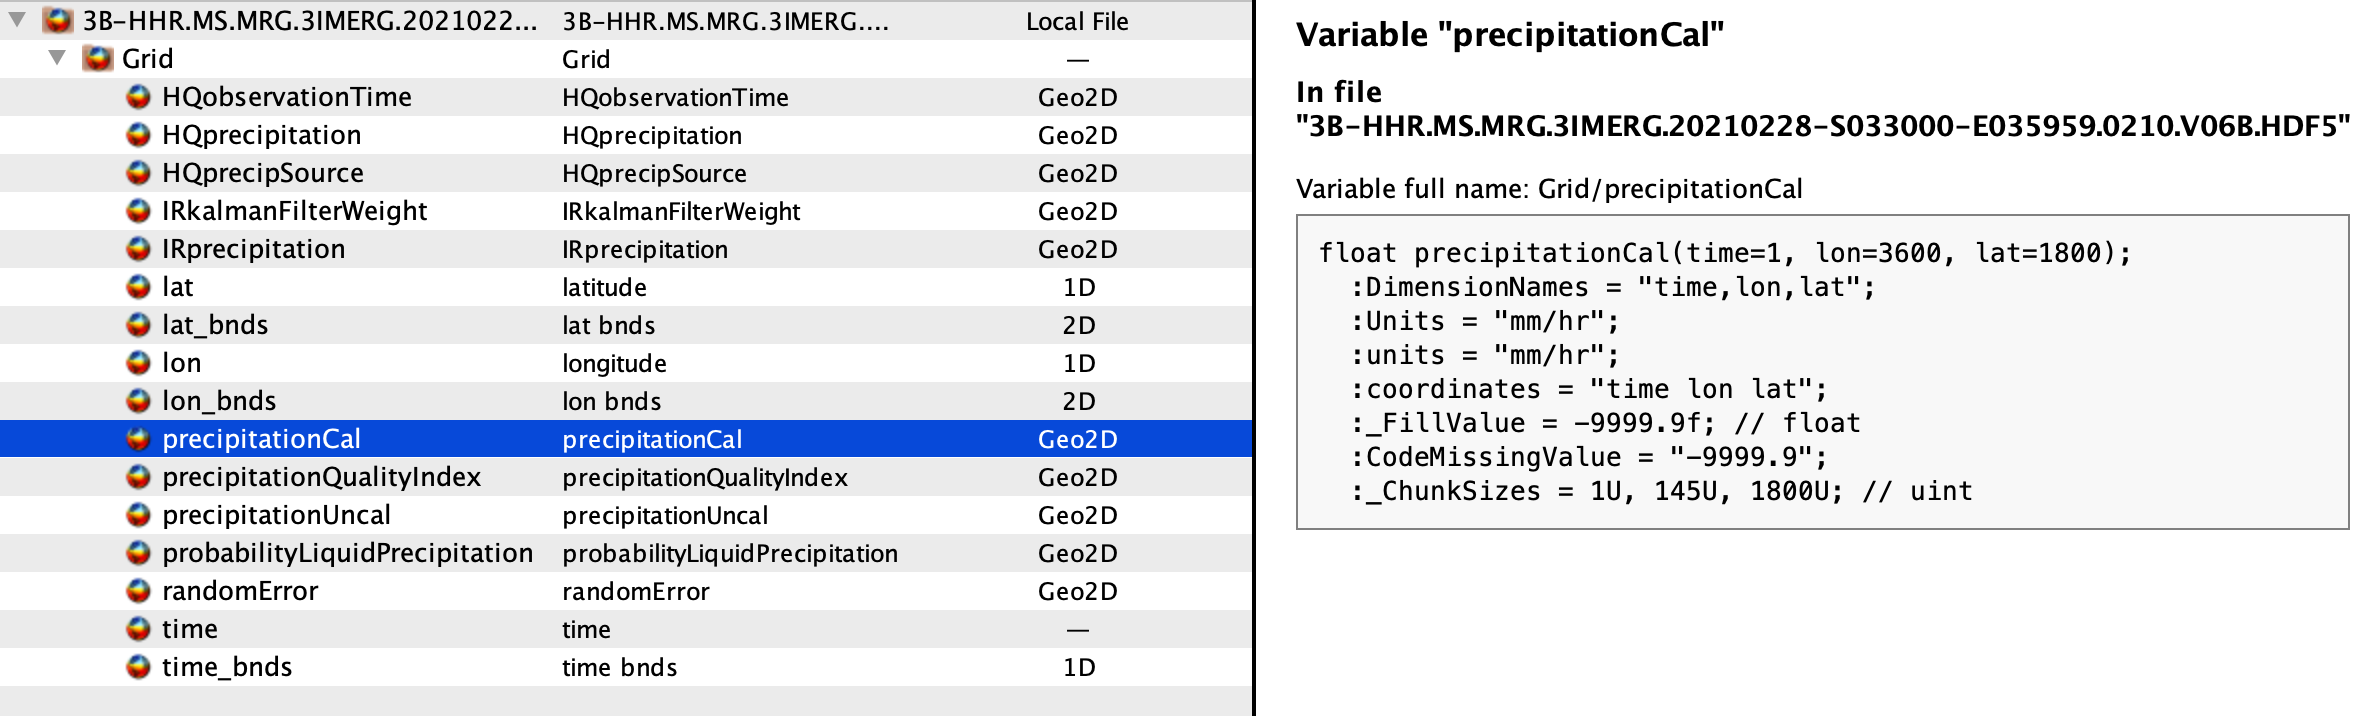 3B-HHR.MS.MRG.3IMERG.2021022... 3B-HHR.MS.MRG.3IMERG.... Local File
Grid Grid —
HQobservationTime HQobservationTime Geo2D
HQprecipitation HQprecipitation Geo2D
HQprecipSource HQprecipSource Geo2D
IRkalmanFilterWeight IRkalmanFilterWeight Geo2D
IRprecipitation IRprecipitation Geo2D
lat latitude 1D
lat_bnds lat bnds 2D
lon longitude 1D
lon_bnds lon bnds 2D
precipitationCal precipitationCal Geo2D
precipitationQualityIndex precipitationQualityIndex Geo2D
precipitationUncal precipitationUncal Geo2D
probabilityLiquidPrecipitation probabilityLiquidPrecipitation Geo2D
randomError randomError Geo2D
time time —
time_bnds time bnds 1D
Variable "precipitationCal"
In file
"3B-HHR.MS.MRG.3IMERG.20210228-S033000-E035959.0210.V06B.HDF5"
Variable full name: Grid/precipitationCal
float precipitationCal(time=1, lon=3600, lat=1800);
:DimensionNames = "time,lon,lat";
:Units = "mm/hr";
:units = "mm/hr";
:coordinates = "time lon lat";
:_FillValue = -9999.9f; // float
:CodeMissingValue = "-9999.9";
:_ChunkSizes = 1U, 145U, 1800U; // uint